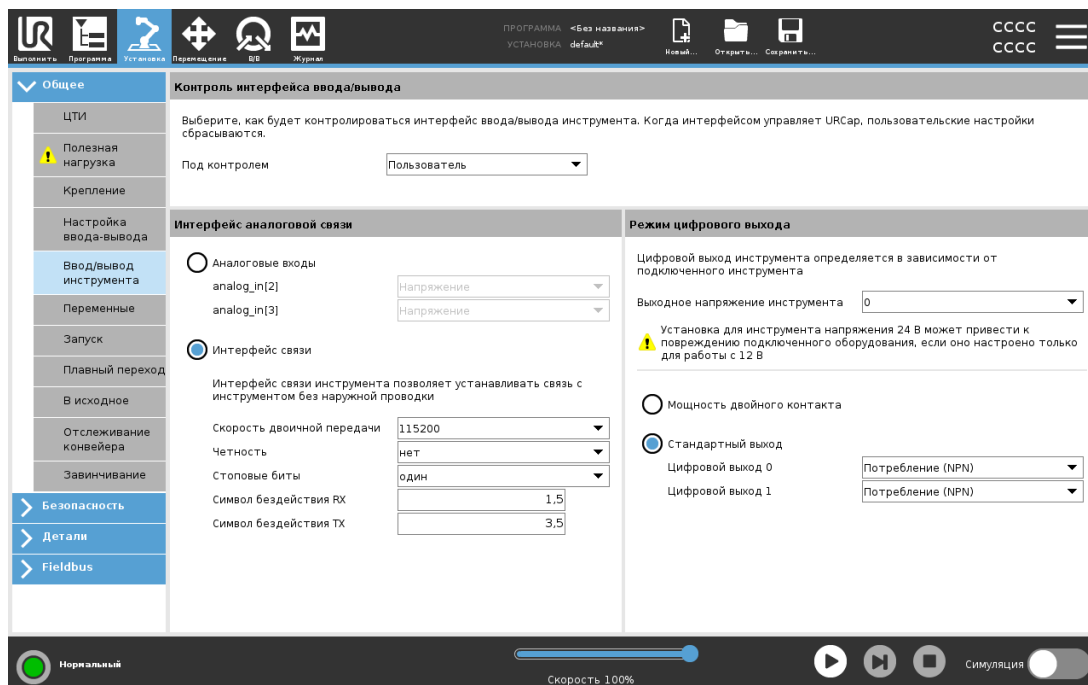 ПРОГРАММА <Без названия>
УСТАНОВКА default*
Выполнить Программа Установка Перемещение В/В Журнал
Новый... Открыть... Сохранить...
CCCC
CCCC
Общее
ЦТИ
Полезная
нагрузка
Крепление
Настройка
ввода-вывода
Ввод/вывод
инструмента
Переменные
Запуск
Плавный переход
В исходное
Отслеживание
конвейера
Завинчивание
Безопасность
Детали
Fieldbus
Контроль интерфейса ввода/вывода
Выберите, как будет контролироваться интерфейс ввода/вывода инструмента. Когда интерфейсом управляет URCap, пользовательские настройки
сбрасываются.
Под контролем Пользователь
Интерфейс аналоговой связи
Аналоговые входы
analog_in[2] Напряжение
analog_in[3] Напряжение
Интерфейс связи
Интерфейс связи инструмента позволяет устанавливать связь с
инструментом без наружной проводки
Скорость двоичной передачи 115200
Четность нет
Стоповые биты один
Символ бездействия RX 1,5
Символ бездействия TX 3,5
Режим цифрового выхода
Цифровой выход инструмента определяется в зависимости от
подключенного инструмента
Выходное напряжение инструмента 0
Установка для инструмента напряжения 24 В может привести к
повреждению подключенного оборудования, если оно настроено только
для работы с 12 В
Мощность двойного контакта
Стандартный выход
Цифровой выход 0 Потребление (NPN)
Цифровой выход 1 Потребление (NPN)
Нормальный
Скорость 100%
Симуляция